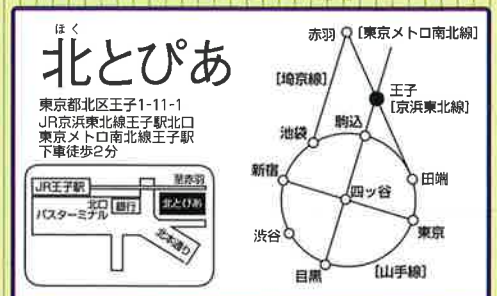 ほく
北とぴあ
東京都北区王子1-11-1
JR京浜東北線王子駅北口
東京メトロ南北線王子駅
下車徒歩2分
至赤羽
JR王子駅
北口
バスターミナル
銀行
北とぴあ
北本通り
赤羽
[東京メトロ南北線]
[埼京線]
王子
[京浜東北線]
池袋
駒込
新宿
田端
四ッ谷
渋谷
東京
目黒
[山手線]